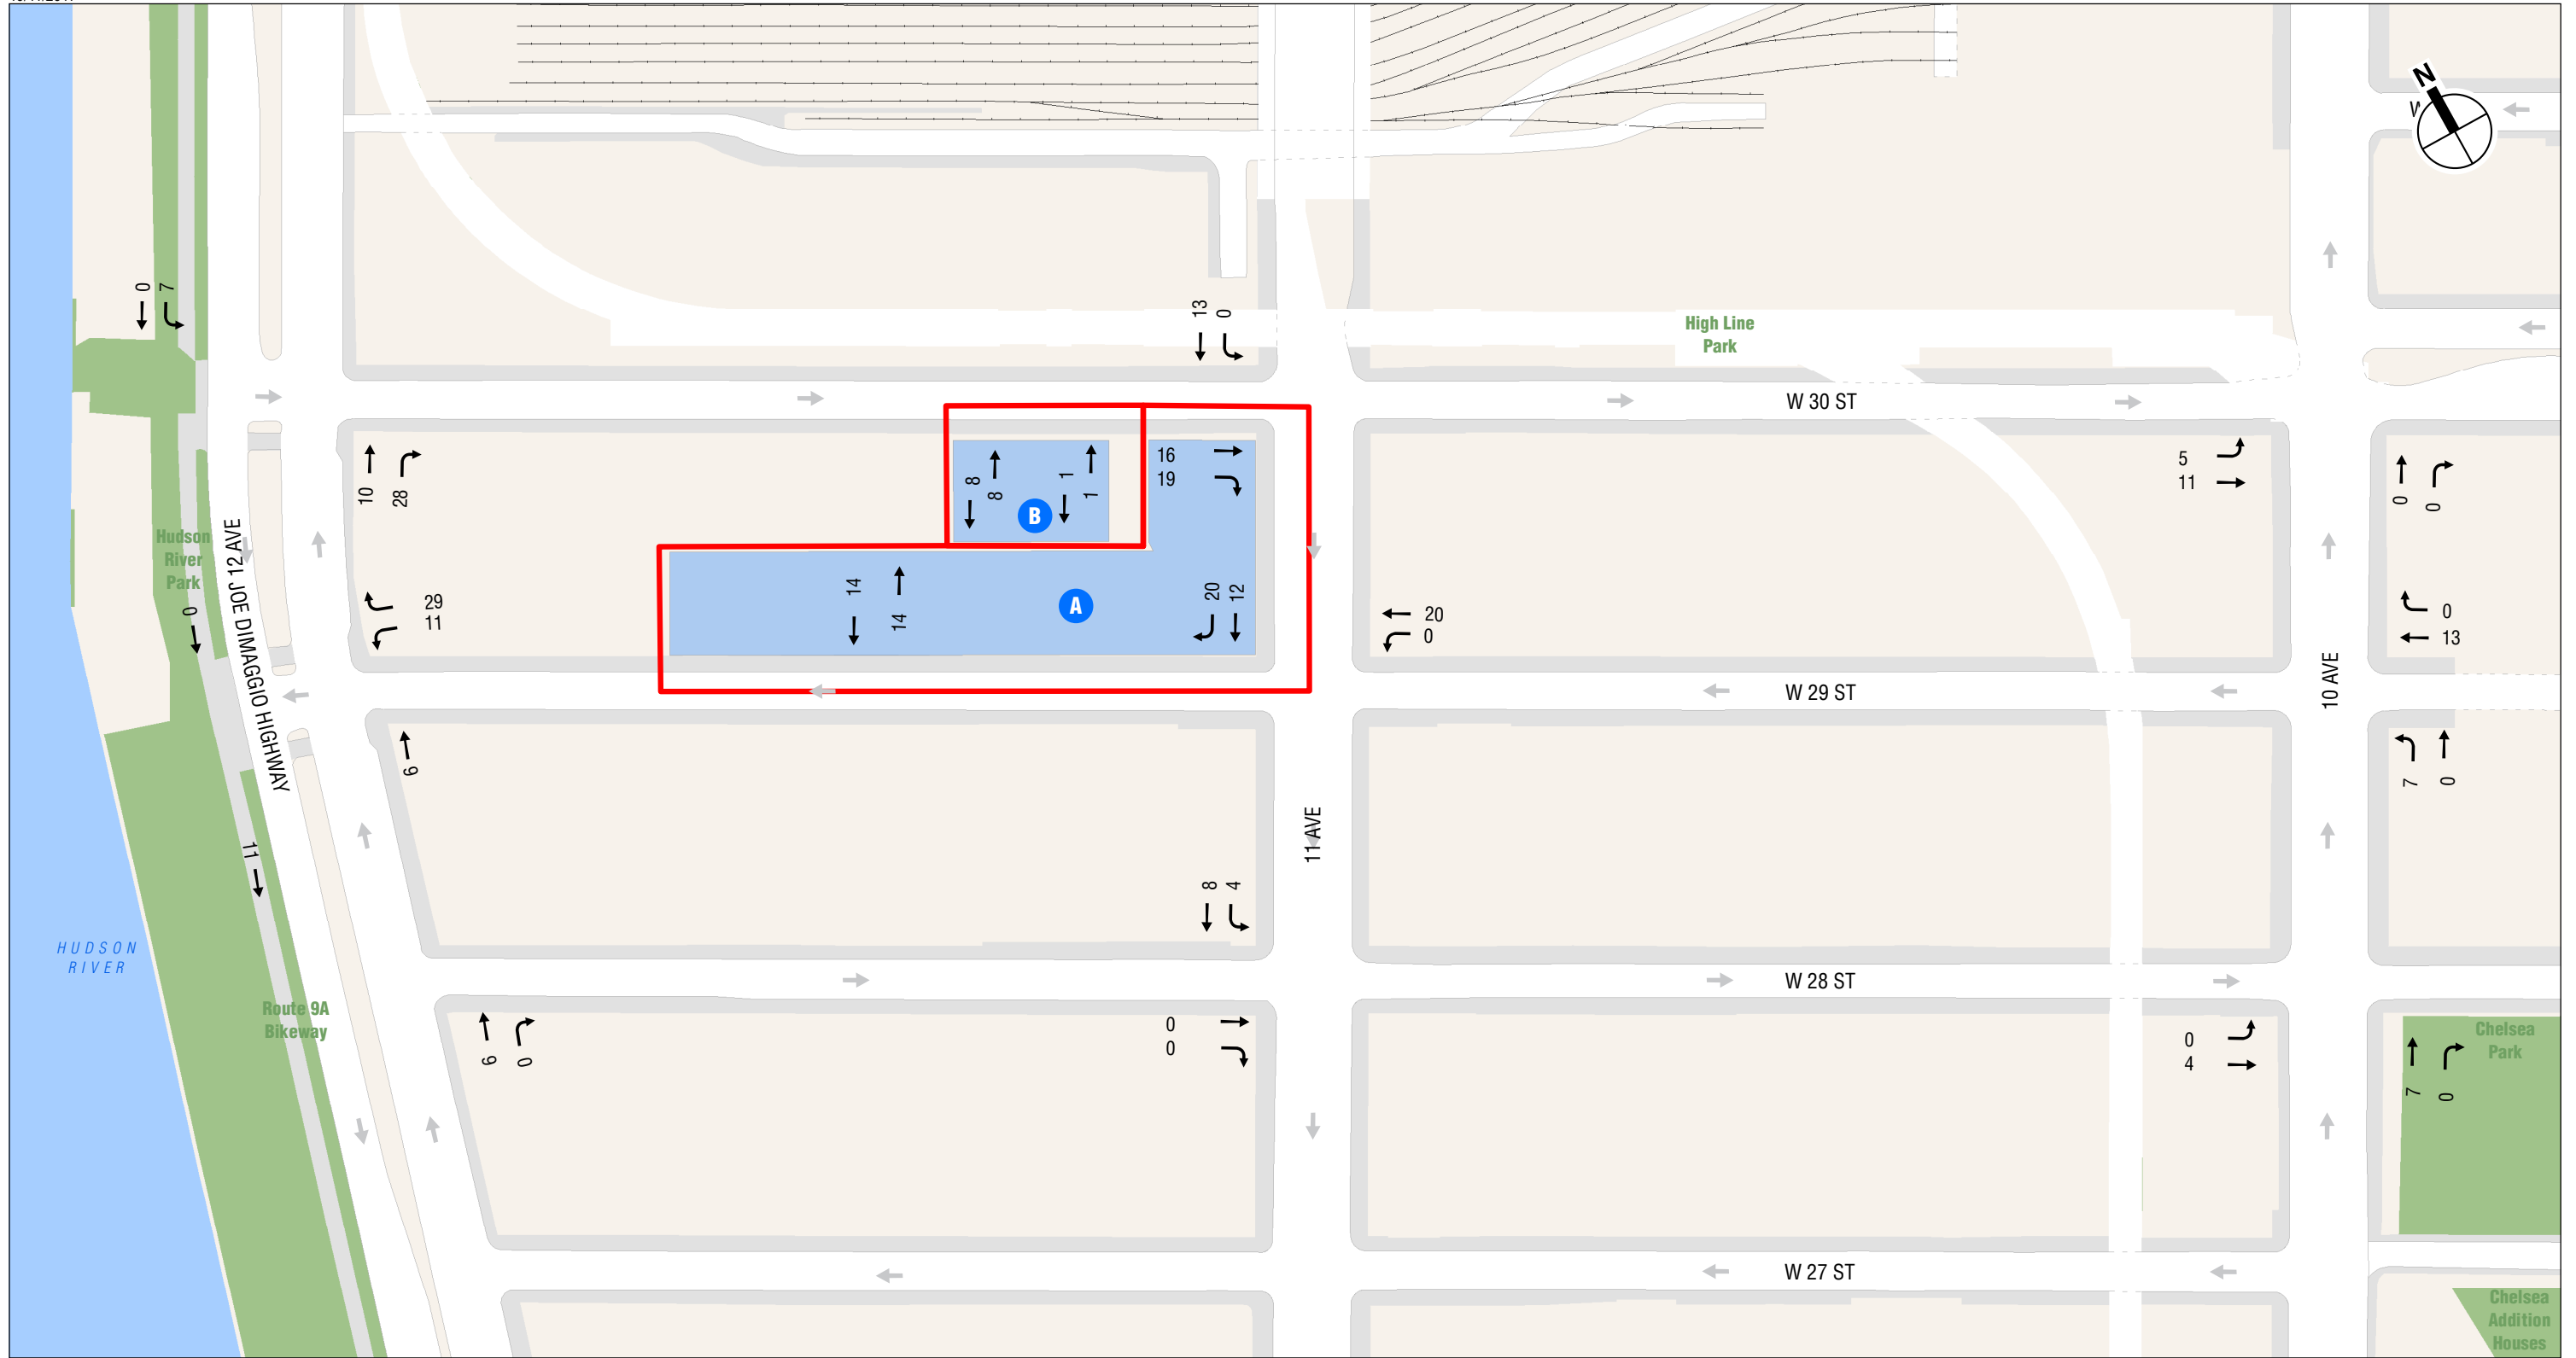 N
W
0 7
13 0
High Line
Park
W 30 ST
10 28
8 8 1 1
B
16
19
5
11
0 0
Hudson
River
Park
0
JOE DIMAGGIO HIGHWAY
12 AVE
29
11
14 14
A
20 12
20
0
0
13
W 29 ST
10 AVE
9
7 0
11
11 AVE
8 4
HUDSON
RIVER
W 28 ST
Route 9A
Bikeway
9 0
0
0
0
4
7 0
Chelsea
Park
W 27 ST
Chelsea
Addition
Houses